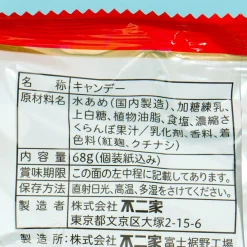 名称 キャンデー
原材料名 水あめ(国内製造)、加糖練乳、
上白糖、植物油脂、食塩、濃縮さ
くらんぼ果汁/乳化剤、香料、着
色料(紅麹、クチナシ)
内容量 68g(個装紙込み)
賞味期限 この面の左中程に記載してあります。
保存方法 直射日光、高温、多湿をおさけください。
製造者 株式会社 不二家
東京都文京区大塚2-15-6
製造所:株式会社 不二家富士裾野工場